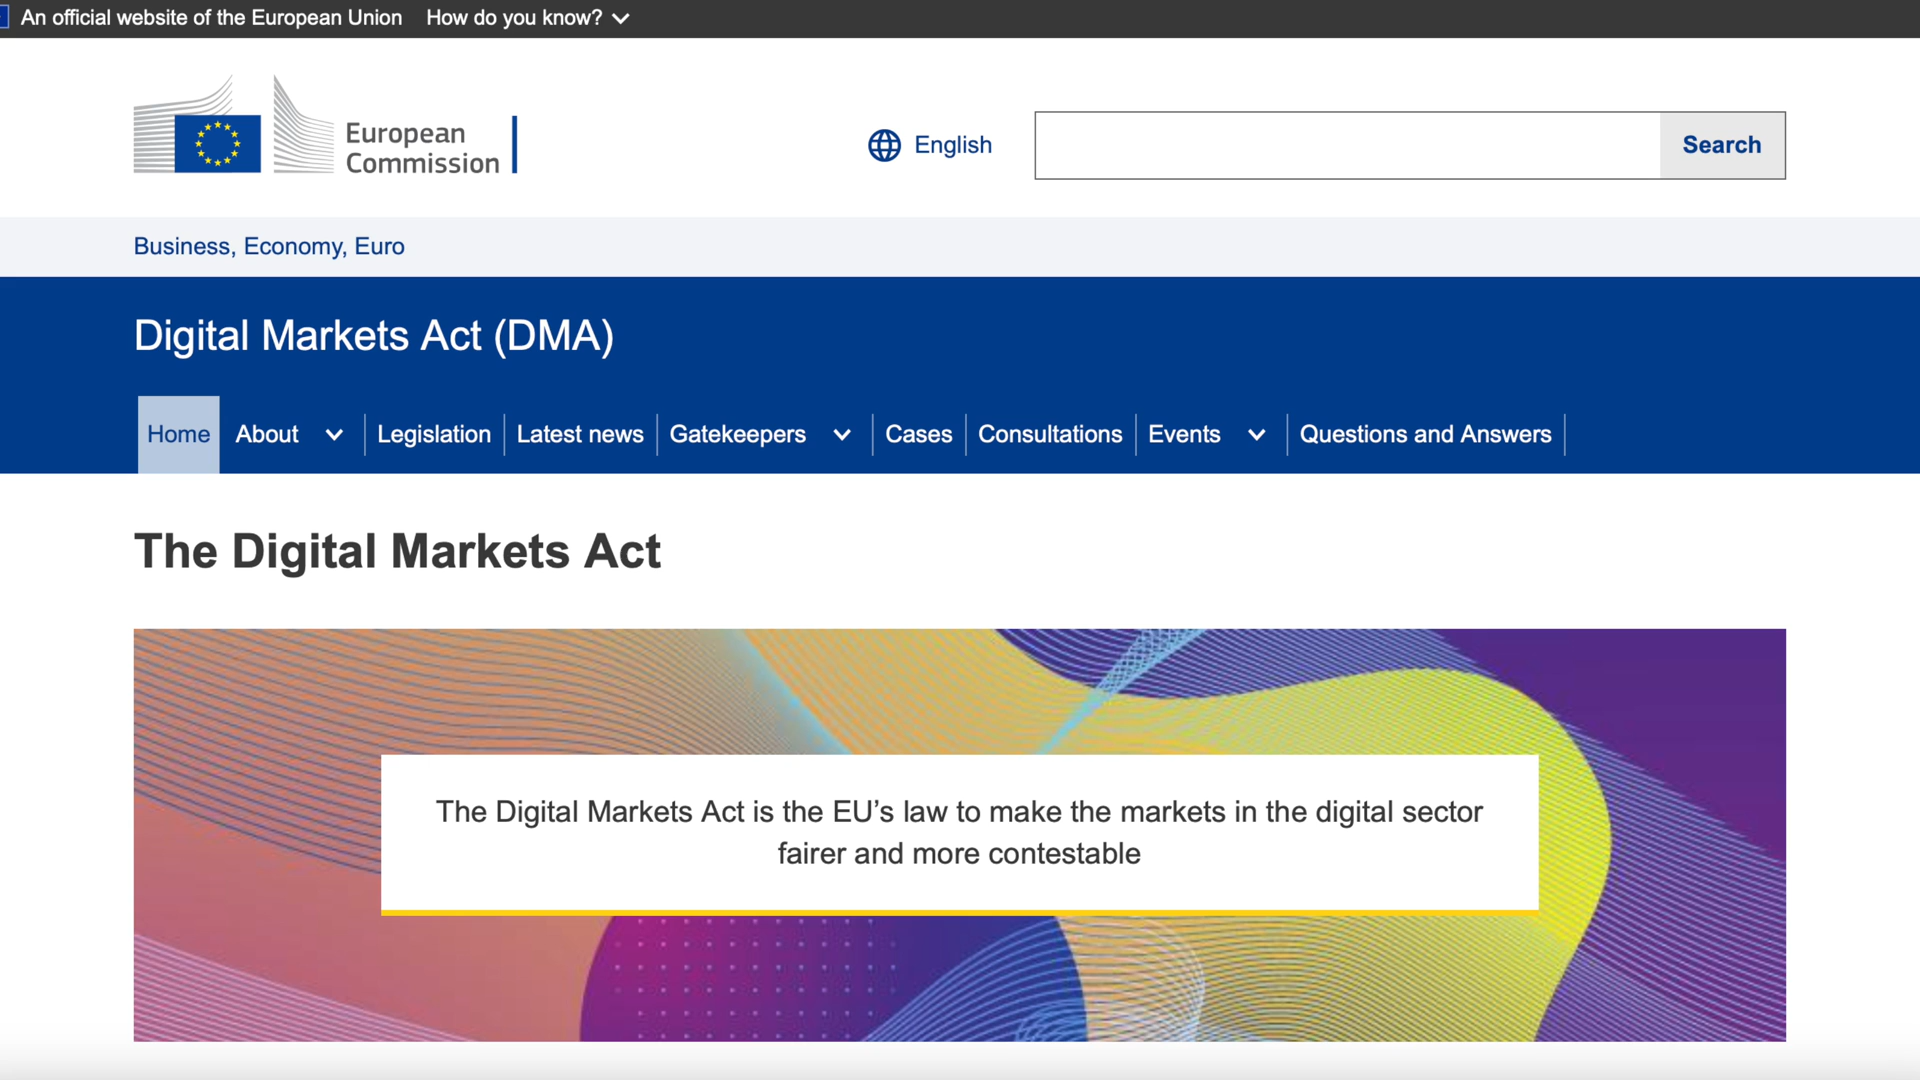 An official website of the European Union How do you know?
European
Commission
English
Search
Business, Economy, Euro
Digital Markets Act (DMA)
Home About Legislation Latest news Gatekeepers Cases Consultations Events Questions and Answers
The Digital Markets Act
The Digital Markets Act is the EU’s law to make the markets in the digital sector
fairer and more contestable